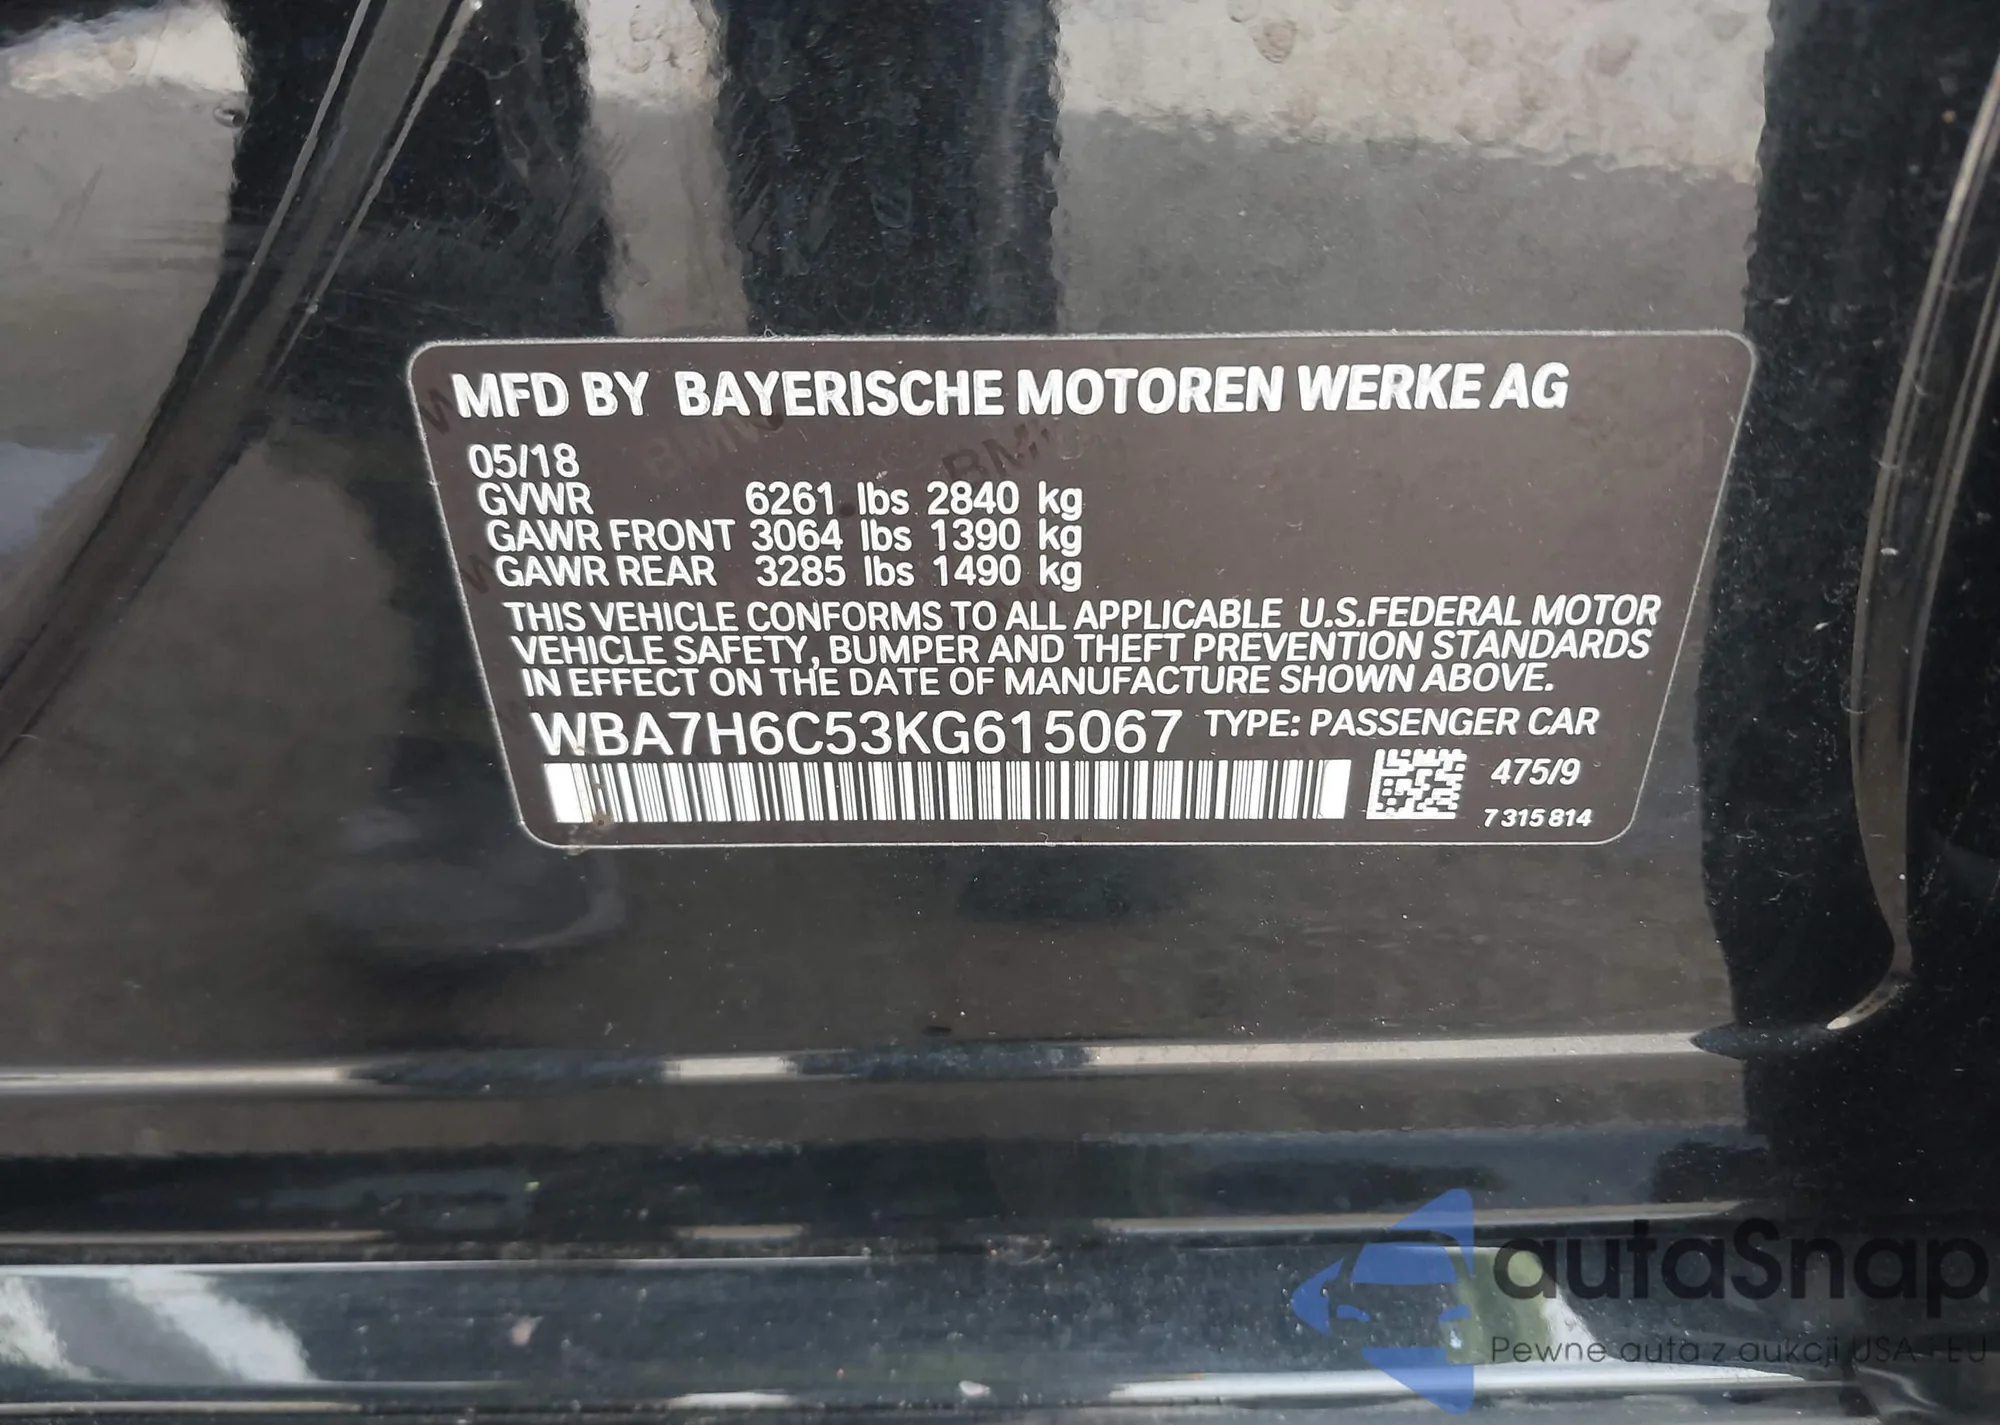 MFD BY BAYERISCHE MOTOREN WERKE AG
05/18
GVWR 6261 lbs 2840 kg
GAWR FRONT 3064 lbs 1390 kg
GAWR REAR 3285 lbs 1490 kg
THIS VEHICLE CONFORMS TO ALL APPLICABLE U.S.FEDERAL MOTOR
VEHICLE SAFETY, BUMPER AND THEFT PREVENTION STANDARDS
IN EFFECT ON THE DATE OF MANUFACTURE SHOWN ABOVE.
WBA7H6C53KG615067 TYPE: PASSENGER CAR
475/9
7 315 814
autaSnap
Pewne auta z aukcji USA i EU